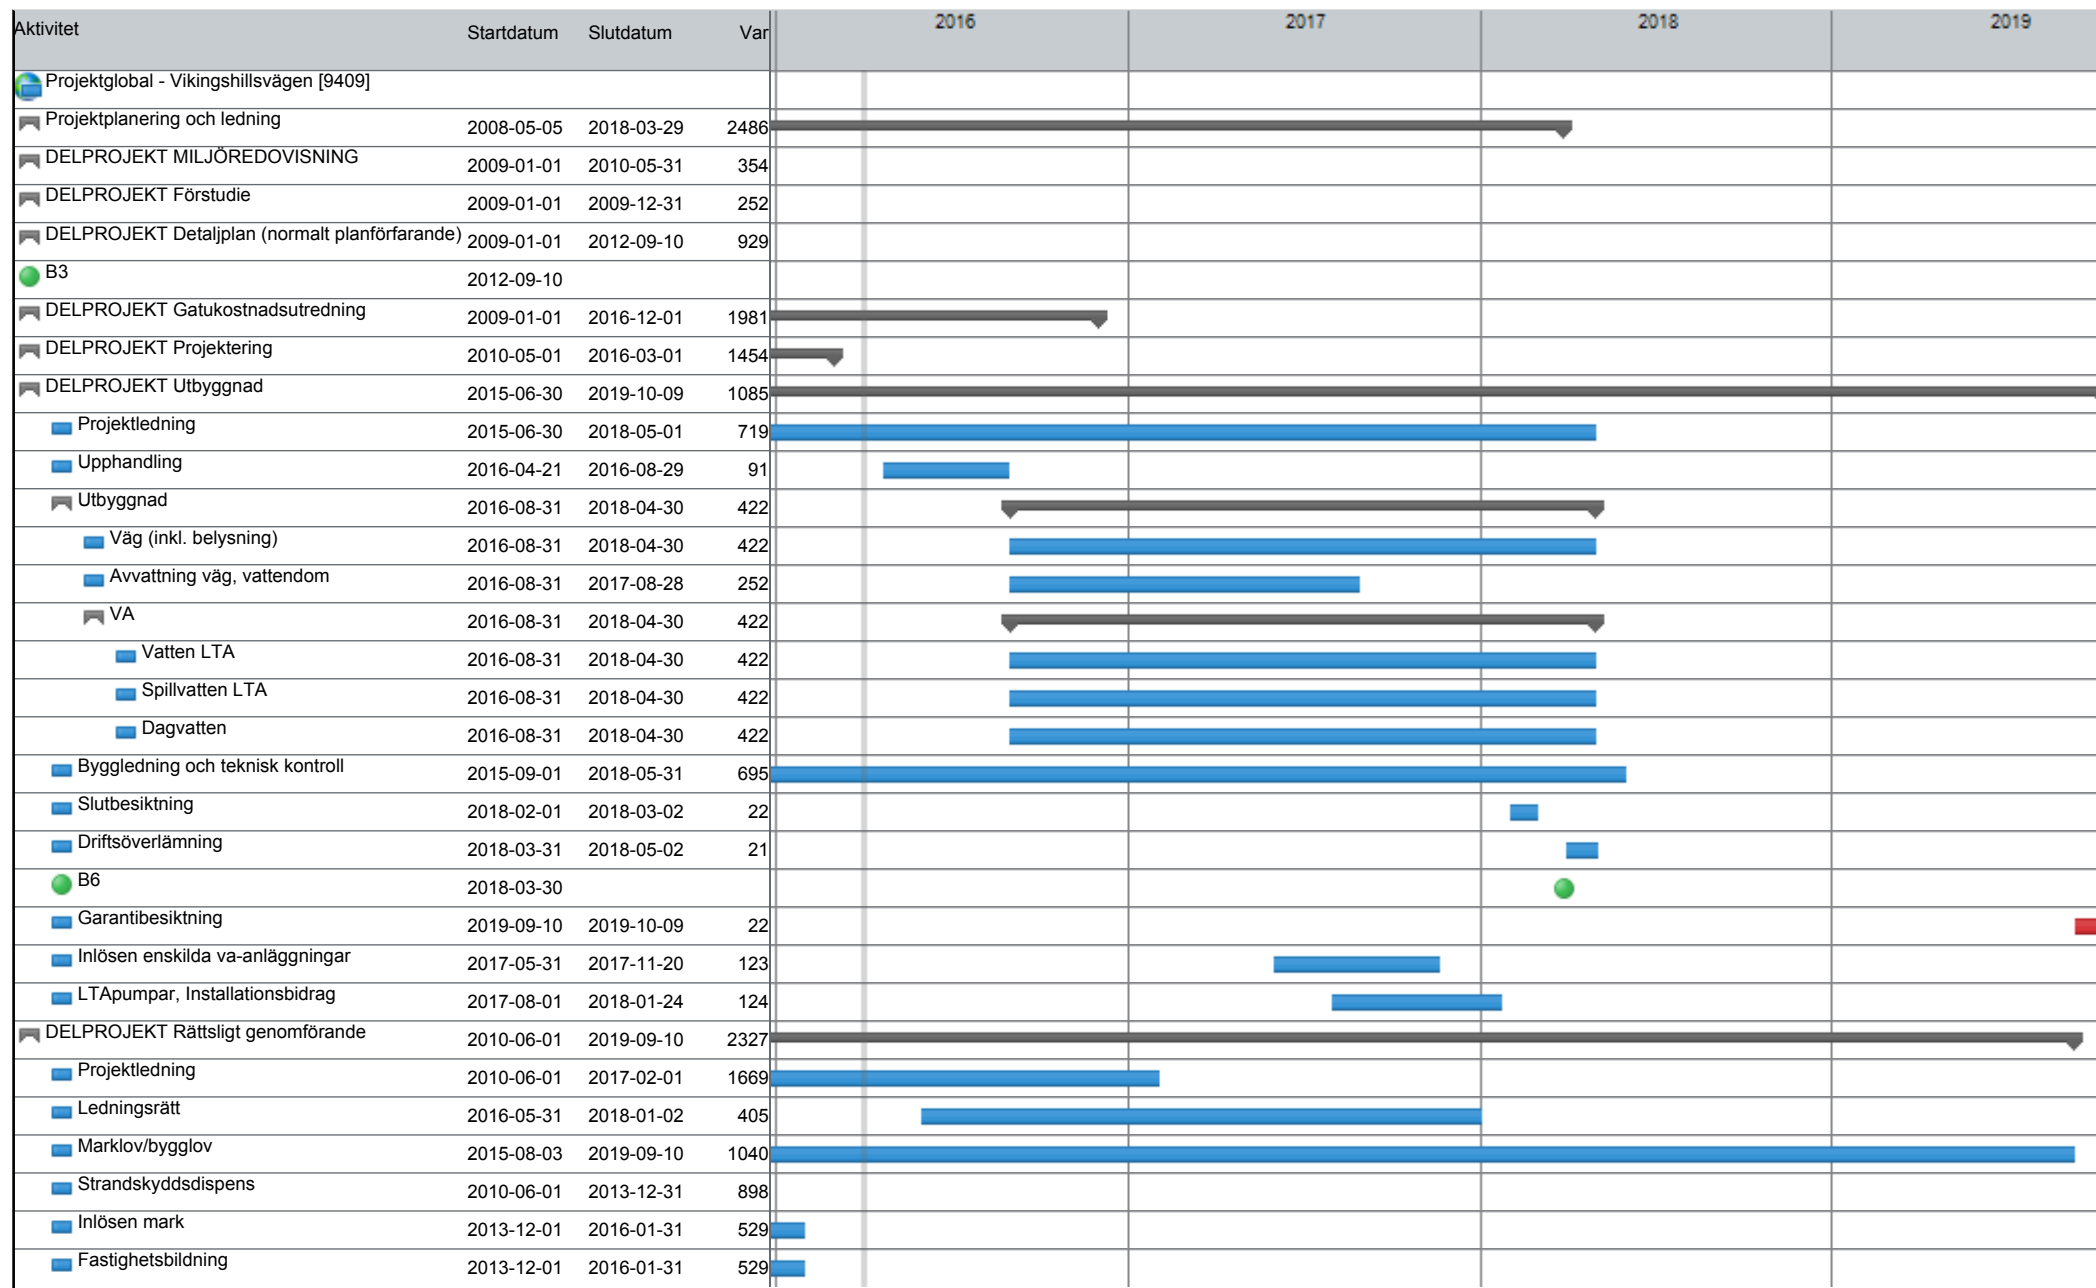 Aktivitet Startdatum Slutdatum Var 2016 2017 2018 2019
Projektglobal - Vikingshillsvägen [9409]
Projektplanering och ledning 2008-05-05 2018-03-29 2486
DELPROJEKT MILJÖREDOVISNING 2009-01-01 2010-05-31 354
DELPROJEKT Förstudie 2009-01-01 2009-12-31 252
DELPROJEKT Detaljplan (normalt planförfarande) 2009-01-01 2012-09-10 929
B3 2012-09-10
DELPROJEKT Gatukostnadsutredning 2009-01-01 2016-12-01 1981
DELPROJEKT Projektering 2010-05-01 2016-03-01 1454
DELPROJEKT Utbyggnad 2015-06-30 2019-10-09 1085
Projektledning 2015-06-30 2018-05-01 719
Upphandling 2016-04-21 2016-08-29 91
Utbyggnad 2016-08-31 2018-04-30 422
Väg (inkl. belysning) 2016-08-31 2018-04-30 422
Avvattning väg, vattendom 2016-08-31 2017-08-28 252
VA 2016-08-31 2018-04-30 422
Vatten LTA 2016-08-31 2018-04-30 422
Spillvatten LTA 2016-08-31 2018-04-30 422
Dagvatten 2016-08-31 2018-04-30 422
Byggledning och teknisk kontroll 2015-09-01 2018-05-31 695
Slutbesiktning 2018-02-01 2018-03-02 22
Driftsöverlämning 2018-03-31 2018-05-02 21
B6 2018-03-30
Garantibesiktning 2019-09-10 2019-10-09 22
Inlösen enskilda va-anläggningar 2017-05-31 2017-11-20 123
LTApumpar, Installationsbidrag 2017-08-01 2018-01-24 124
DELPROJEKT Rättsligt genomförande 2010-06-01 2019-09-10 2327
Projektledning 2010-06-01 2017-02-01 1669
Ledningsrätt 2016-05-31 2018-01-02 405
Marklov/bygglov 2015-08-03 2019-09-10 1040
Strandskyddsdispens 2010-06-01 2013-12-31 898
Inlösen mark 2013-12-01 2016-01-31 529
Fastighetsbildning 2013-12-01 2016-01-31 529